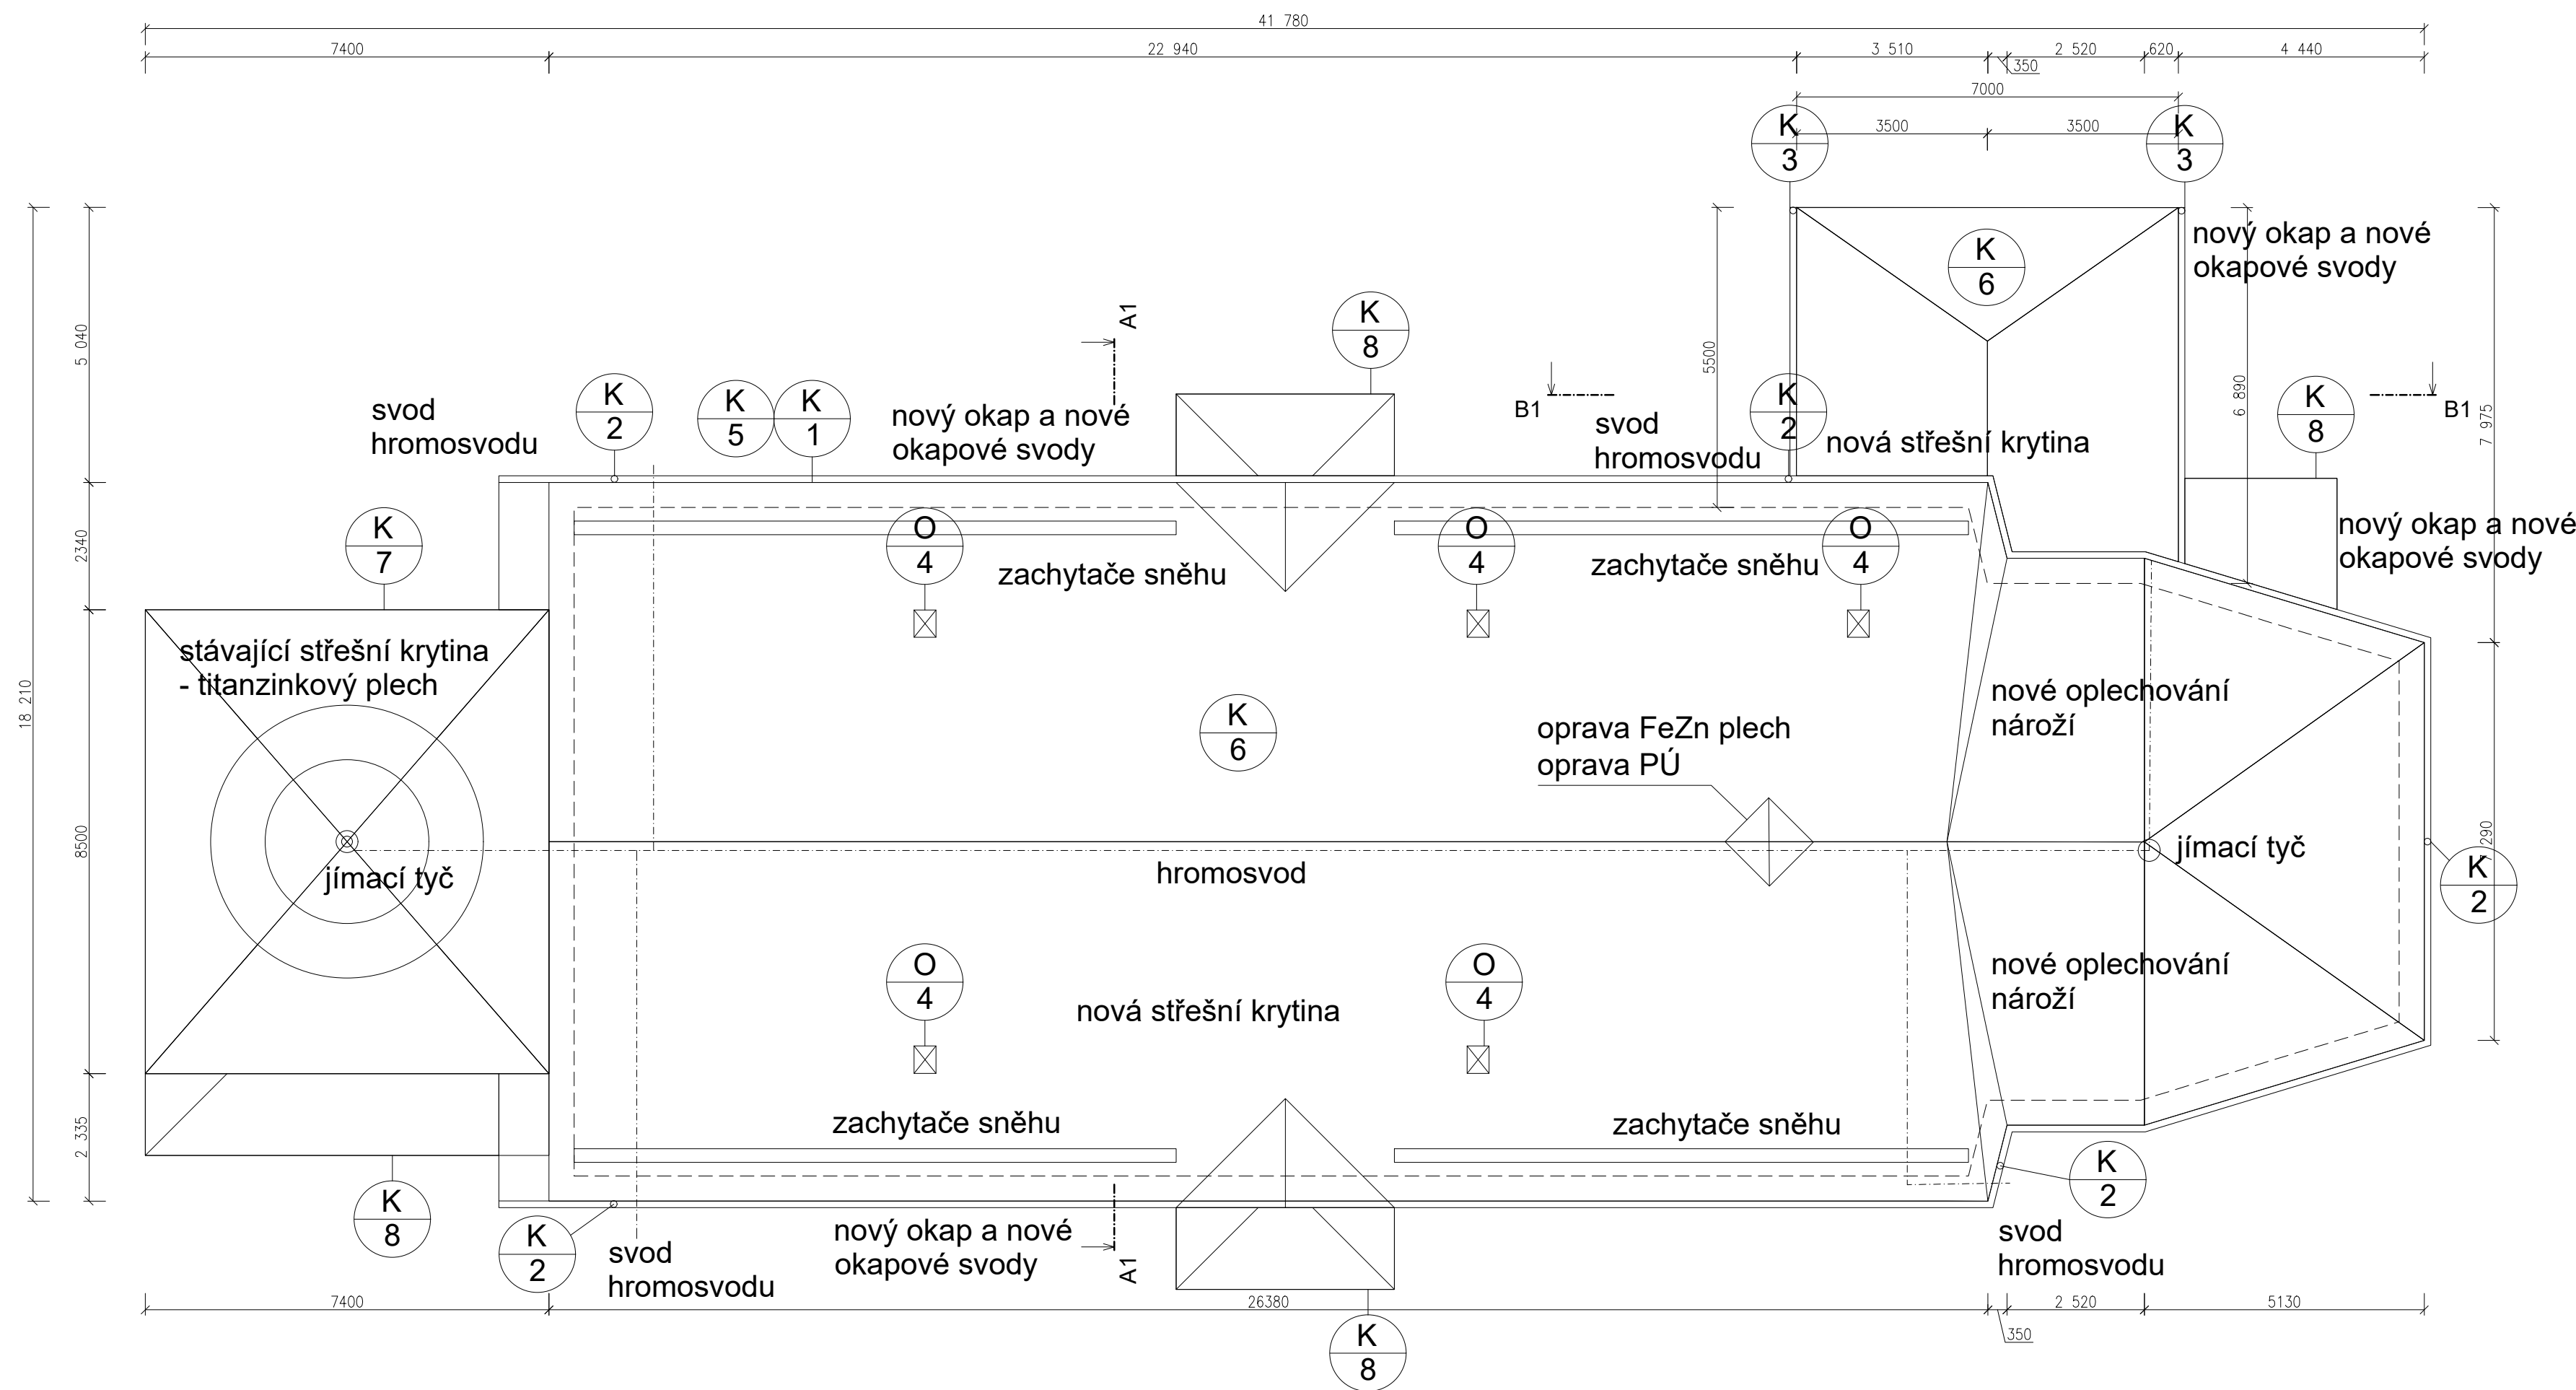 41 780
7400
22 940
3 510
350
2 520
620
4 440
7000
3500
3500
K
3
K
3
K
6
nový okap a nové
okapové svody
5 040
5500
6 890
7 975
18 210
A1
K
8
B1
B1
K
8
svod
hromosvodu
K
2
K
5
K
1
nový okap a nové
okapové svody
svod
hromosvodu
K
2
nová střešní krytina
2340
K
7
O
4
zachytače sněhu
O
4
zachytače sněhu
O
4
nový okap a nové
okapové svody
stávající střešní krytina
- titanzinkový plech
K
6
oprava FeZn plech
oprava PÚ
nové oplechování
nároží
8500
jímací tyč
hromosvod
jímací tyč
7 290
K
2
O
4
O
4
nová střešní krytina
nové oplechování
nároží
2 335
zachytače sněhu
zachytače sněhu
K
2
K
8
K
2
svod
hromosvodu
nový okap a nové
okapové svody
A1
svod
hromosvodu
7400
26380
350
2 520
5130
K
8